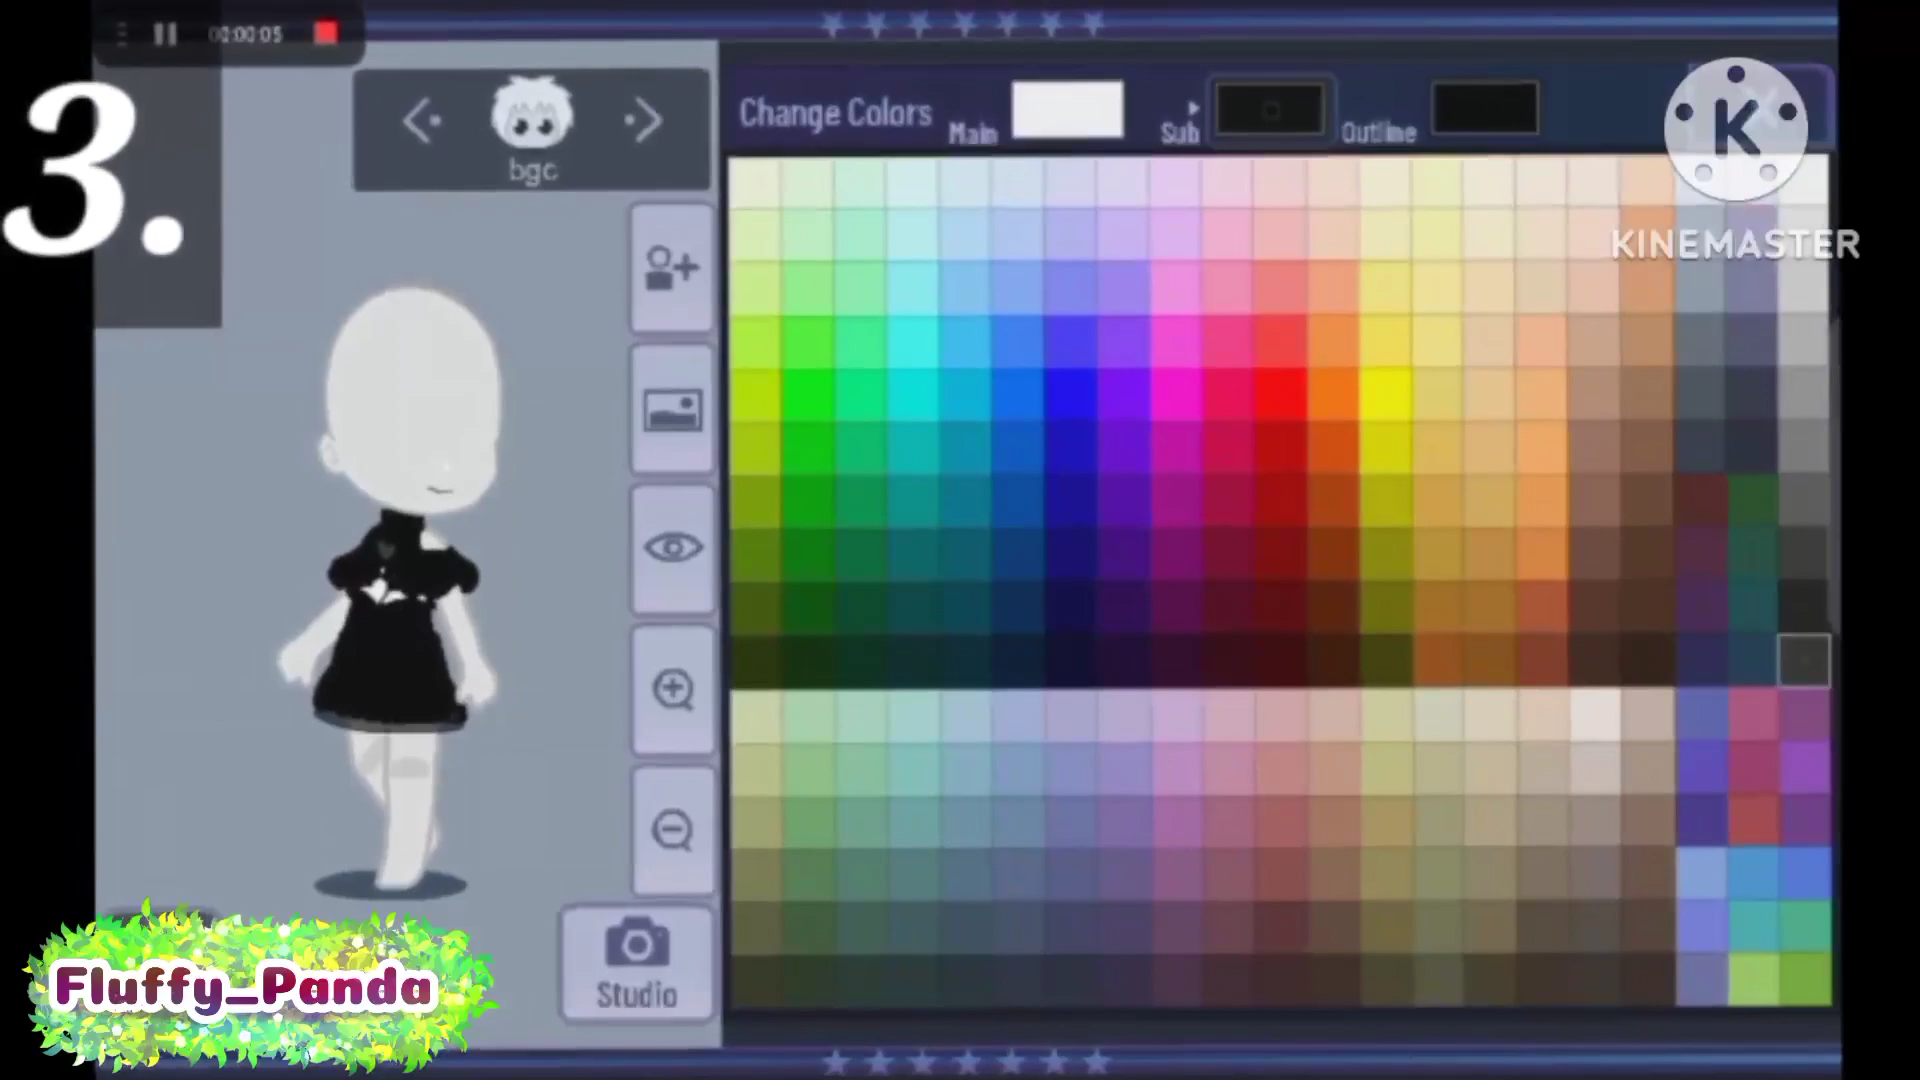 00:00:05
3.
bgc
Change Colors
Main
Sub
Outline
K
KINEMASTER
Studio
Fluffy_Panda